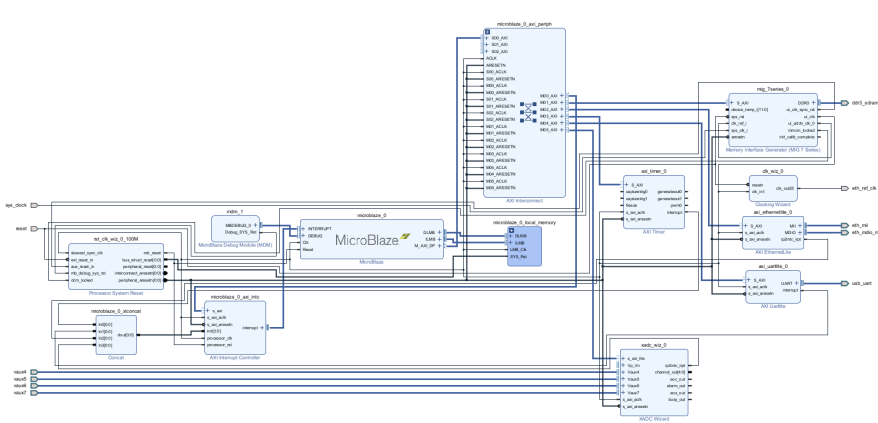 microblaze_0_axi_periph
S00_AXI
S01_AXI
S02_AXI
ACLK
ARESETN
S00_ACLK
S00_ARESETN
M00_ACLK
M00_ARESETN
S01_ACLK
S01_ARESETN
S02_ACLK
S02_ARESETN
M01_ACLK
M01_ARESETN
M02_ACLK
M02_ARESETN
M03_ACLK
M03_ARESETN
M04_ACLK
M04_ARESETN
M05_ACLK
M05_ARESETN
M00_AXI
M01_AXI
M02_AXI
M03_AXI
M04_AXI
M05_AXI
AXI Interconnect
mig_7series_0
S_AXI
device_temp_i[11:0]
sys_rst
clk_ref_i
sys_clk_i
aresetn
DDR3
ui_clk_sync_rst
ui_clk
ui_addn_clk_0
mmcm_locked
init_calib_complete
Memory Interface Generator (MIG 7 Series)
ddr3_sdram
axi_timer_0
S_AXI
capturetrig0
capturetrig1
freeze
s_axi_aclk
s_axi_aresetn
generateout0
generateout1
pwm0
interrupt
AXI Timer
clk_wiz_0
resetn
clk_in1
clk_out25
Clocking Wizard
eth_ref_clk
sys_clock
reset
mdm_1
MBDEBUG_0
Debug_SYS_Rst
MicroBlaze Debug Module (MDM)
microblaze_0
INTERRUPT
DEBUG
Clk
Reset
MicroBlaze
DLMB
ILMB
M_AXI_DP
MicroBlaze
microblaze_0_local_memory
DLMB
ILMB
LMB_Clk
SYS_Rst
axi_ethernetlite_0
S_AXI
s_axi_aclk
s_axi_aresetn
MII
MDIO
ip2intc_irpt
AXI EthernetLite
eth_mii
rst_clk_wiz_0_100M
slowest_sync_clk
ext_reset_in
aux_reset_in
mb_debug_sys_rst
dcm_locked
mb_reset
bus_struct_reset[0:0]
peripheral_reset[0:0]
interconnect_aresetn[0:0]
peripheral_aresetn[0:0]
Processor System Reset
axi_uartlite_0
S_AXI
s_axi_aclk
s_axi_aresetn
UART
interrupt
AXI Uartlite
usb_uart
microblaze_0_xlconcat
In0[0:0]
In1[0:0]
In2[0:0]
In3[0:0]
dout[3:0]
Concat
microblaze_0_axi_intc
s_axi
s_axi_aclk
s_axi_aresetn
intr[3:0]
processor_clk
processor_rst
interrupt
AXI Interrupt Controller
xadc_wiz_0
s_axi_lite
Vp_Vn
Vaux4
Vaux5
Vaux6
Vaux7
s_axi_aclk
s_axi_aresetn
ip2intc_irpt
channel_out[4:0]
eoc_out
alarm_out
eos_out
busy_out
XADC Wizard
vaux4
vaux5
vaux6
vaux7